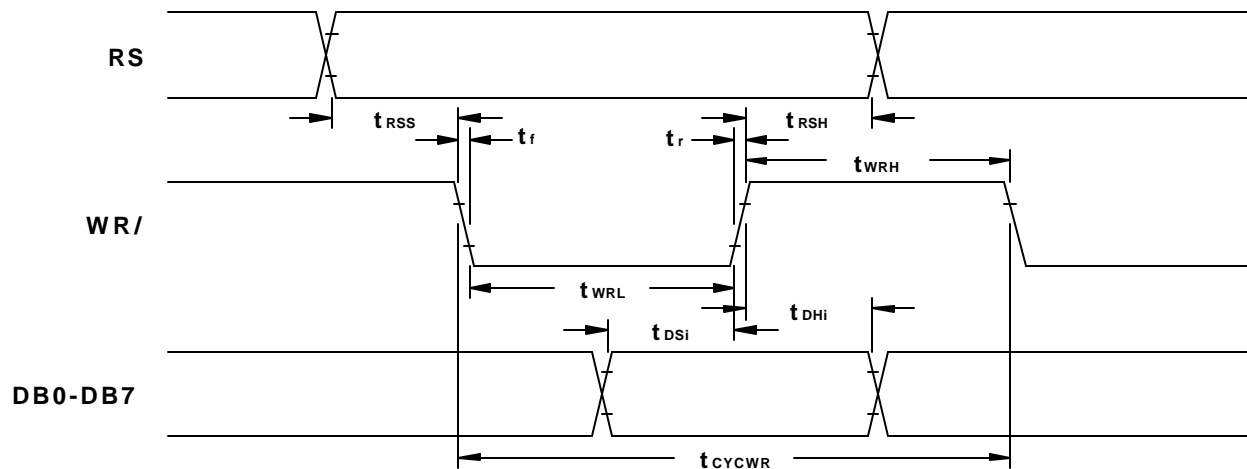 RS
tRSS
tf
tr
tRSH
tWRH
WR/
tWRL
tDSi
tDHi
DB0-DB7
tCYCWR